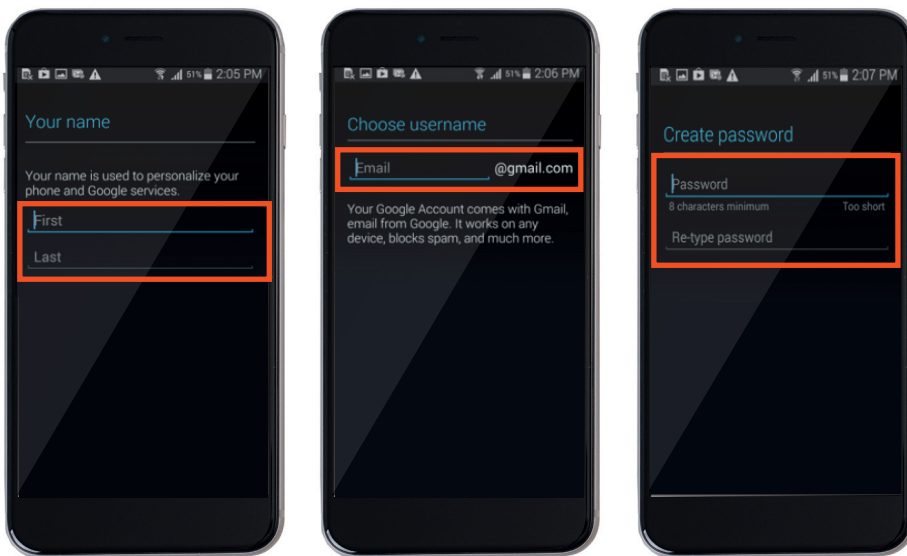 51% 2:05 PM
Your name
Your name is used to personalize your
phone and Google services.
First
Last
51% 2:06 PM
Choose username
Email @gmail.com
Your Google Account comes with Gmail,
email from Google. It works on any
device, blocks spam, and much more.
51% 2:07 PM
Create password
Password
8 characters minimum Too short
Re-type password